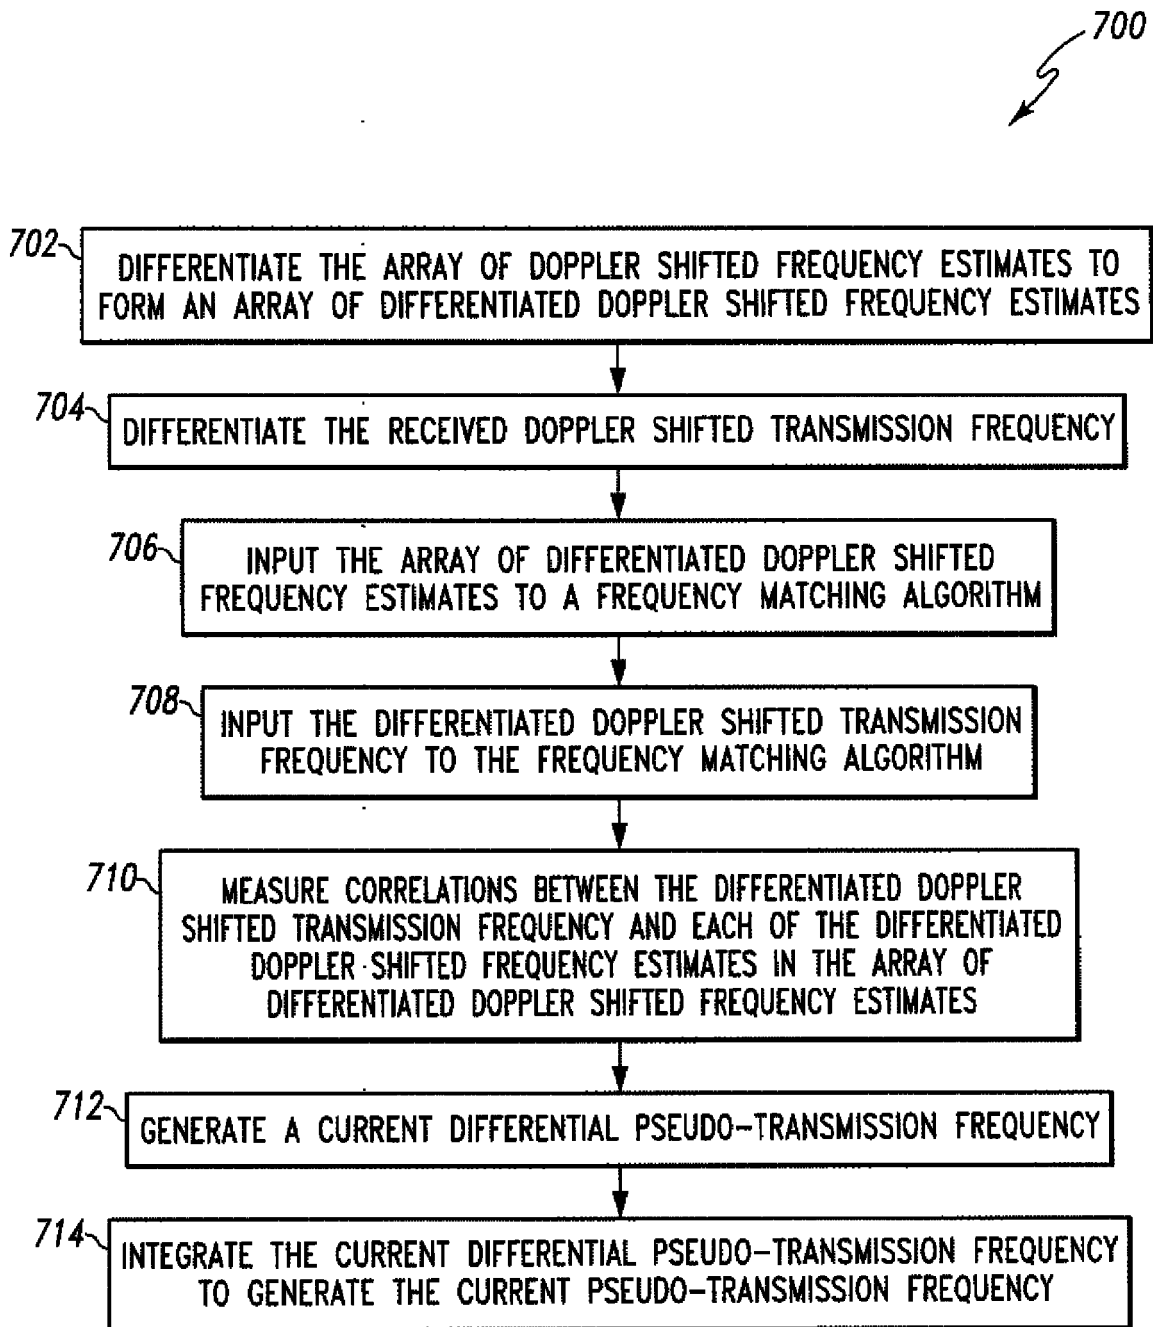 700
702
DIFFERENTIATE THE ARRAY OF DOPPLER SHIFTED FREQUENCY ESTIMATES TO
FORM AN ARRAY OF DIFFERENTIATED DOPPLER SHIFTED FREQUENCY ESTIMATES
704
DIFFERENTIATE THE RECEIVED DOPPLER SHIFTED TRANSMISSION FREQUENCY
706
INPUT THE ARRAY OF DIFFERENTIATED DOPPLER SHIFTED
FREQUENCY ESTIMATES TO A FREQUENCY MATCHING ALGORITHM
708
INPUT THE DIFFERENTIATED DOPPLER SHIFTED TRANSMISSION
FREQUENCY TO THE FREQUENCY MATCHING ALGORITHM
710
MEASURE CORRELATIONS BETWEEN THE DIFFERENTIATED DOPPLER
SHIFTED TRANSMISSION FREQUENCY AND EACH OF THE DIFFERENTIATED
DOPPLER SHIFTED FREQUENCY ESTIMATES IN THE ARRAY OF
DIFFERENTIATED DOPPLER SHIFTED FREQUENCY ESTIMATES
712
GENERATE A CURRENT DIFFERENTIAL PSEUDO-TRANSMISSION FREQUENCY
714
INTEGRATE THE CURRENT DIFFERENTIAL PSEUDO-TRANSMISSION FREQUENCY
TO GENERATE THE CURRENT PSEUDO-TRANSMISSION FREQUENCY